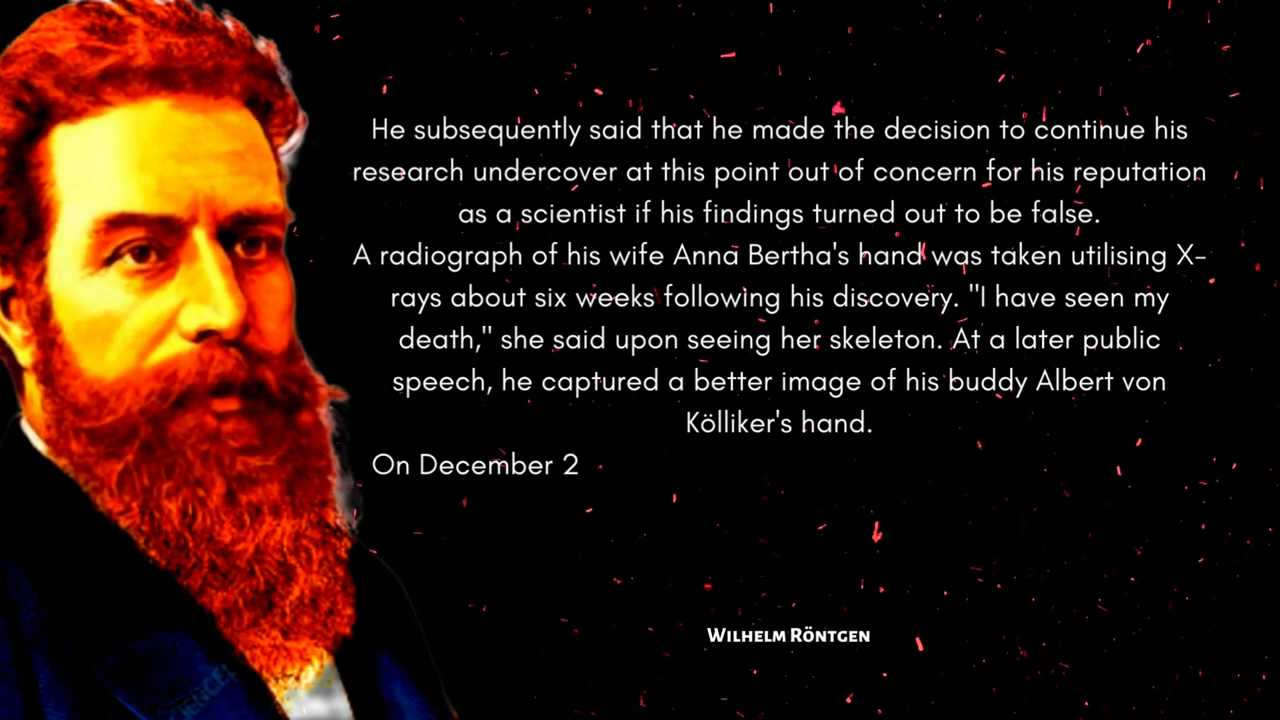 He subsequently said that he made the decision to continue his
research undercover at this point out of concern for his reputation
as a scientist if his findings turned out to be false.
A radiograph of his wife Anna Bertha's hand was taken utilising X-
rays about six weeks following his discovery. "I have seen my
death," she said upon seeing her skeleton. At a later public
speech, he captured a better image of his buddy Albert von
Kölliker's hand.
On December 2
Wilhelm Röntgen